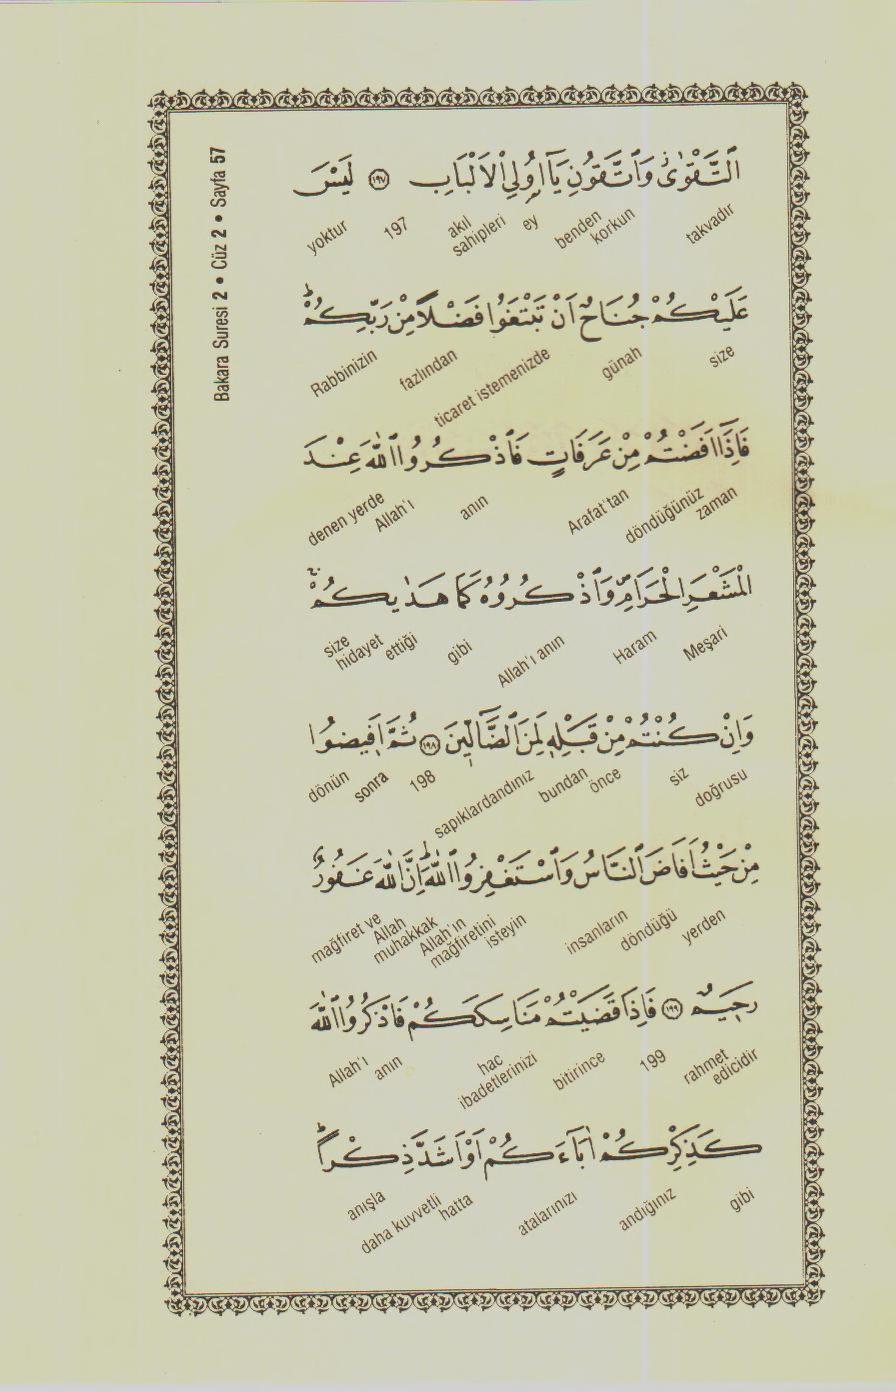 Bakara Suresi 2 • Cüz 2 • Sayfa 57
اَلتَّقْوٰىۘ وَاتَّقُونِ يَٓا اُو۬لِي الْاَلْبَابِ ﴿١٩٧﴾ لَيْسَ
takvadır benden korkun ey akıl sahipleri 197 yoktur
عَلَيْكُمْ جُنَاحٌ اَنْ تَبْتَغُوا فَضْلًا مِنْ رَبِّكُمْۜ
size günah ticaret istemenizde fazlından Rabbinizin
فَاِذَٓا اَفَضْتُمْ مِنْ عَرَفَاتٍ فَاذْكُرُوا اللّٰهَ عِنْدَ
zaman döndüğünüz Arafat'tan anın Allah'ı denen yerde
الْمَشْعَرِ الْحَرَامِۖ وَاذْكُرُوهُ كَمَا هَدٰيكُمْۚ
Meşari Haram Allah'ı anın gibi ettiği size hidayet
وَاِنْ كُنْتُمْ مِنْ قَبْلِه۪ لَمِنَ الضَّٓالّ۪ينَ ﴿١٩٨﴾ ثُمَّ اَف۪يضُوا
doğrusu siz önce bundan sapıklardandınız 198 sonra dönün
مِنْ حَيْثُ اَفَاضَ النَّاسُ وَاسْتَغْفِرُوا اللّٰهَۜ اِنَّ اللّٰهَ غَفُورٌ
yerden döndüğü insanların isteyin Allah'ın mağfiretini Allah muhakkak mağfiret ve
رَح۪يمٌ ﴿١٩٩﴾ فَاِذَا قَضَيْتُمْ مَنَاسِكَكُمْ فَاذْكُرُوا اللّٰهَ
rahmet edicidir 199 bitirince hac ibadetlerinizi anın Allah'ı
كَذِكْرِكُمْ اٰبَٓاءَكُمْ اَوْ اَشَدَّ ذِكْرًاۜ
gibi andığınız atalarınızı hatta daha kuvvetli anışla